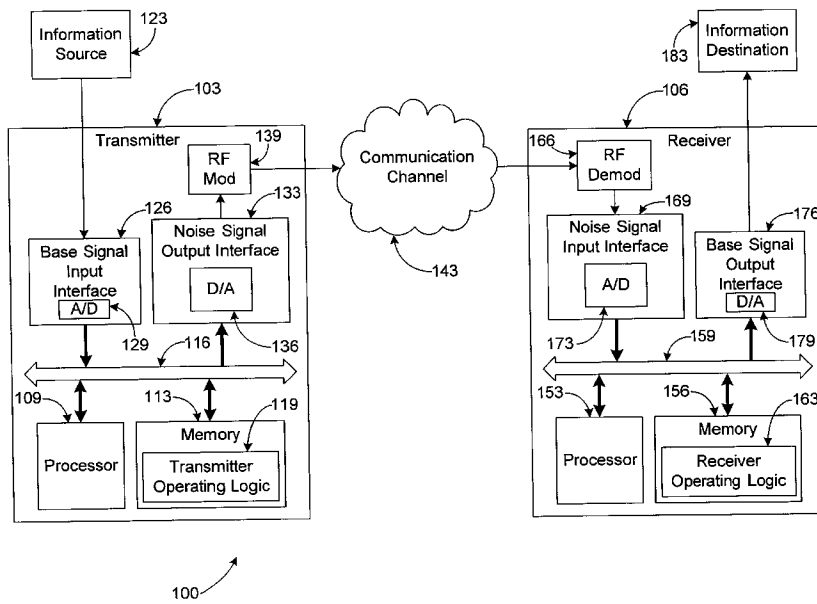 Information
Source
123
183
Information
Destination
103
Transmitter
139
RF
Mod
133
126
Base Signal
Input
Interface
A/D
129
Noise Signal
Output Interface
D/A
136
116
109
Processor
113
119
Memory
Transmitter
Operating Logic
Communication
Channel
143
106
Receiver
166
RF
Demod
169
Noise Signal
Input Interface
A/D
173
176
Base Signal
Output
Interface
D/A
179
159
153
Processor
156
163
Memory
Receiver
Operating Logic
100